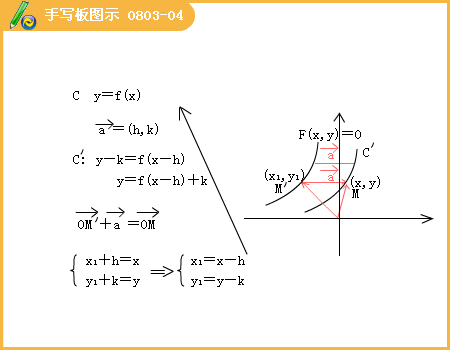 手写板图示 0803-04
C y=f(x)
a=(h,k)
C': y-k=f(x-h)
y=f(x-h)+k
OM'+a=OM
x₁+h=x
y₁+k=y
⇒
x₁=x-h
y₁=y-k
F(x,y)=0
a
C'
a
(x₁,y₁)
M'
(x,y)
M